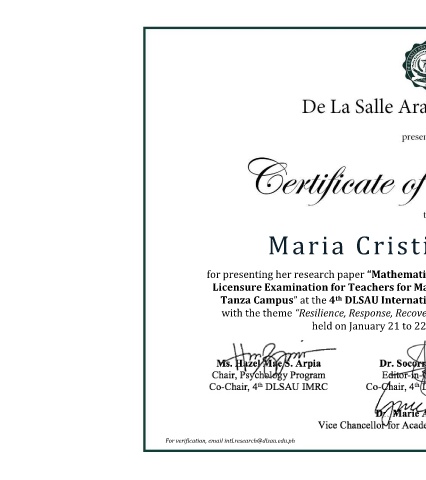 De La Salle Ara
presen
Certificate of
t
Maria Cristi
for presenting her research paper "Mathemati
Licensure Examination for Teachers for Ma
Tanza Campus" at the 4th DLSAU Internati
with the theme "Resilience, Response, Recove
held on January 21 to 22
Ms. Hazel Mae S. Arpia
Chair, Psychology Program
Co-Chair, 4th DLSAU IMRC
Dr. Socorr
Editor-in-
Co-Chair, 4th D
Dr. Marie A
Vice Chancellor for Acade
For verification, email intl.research@dlsau.edu.ph